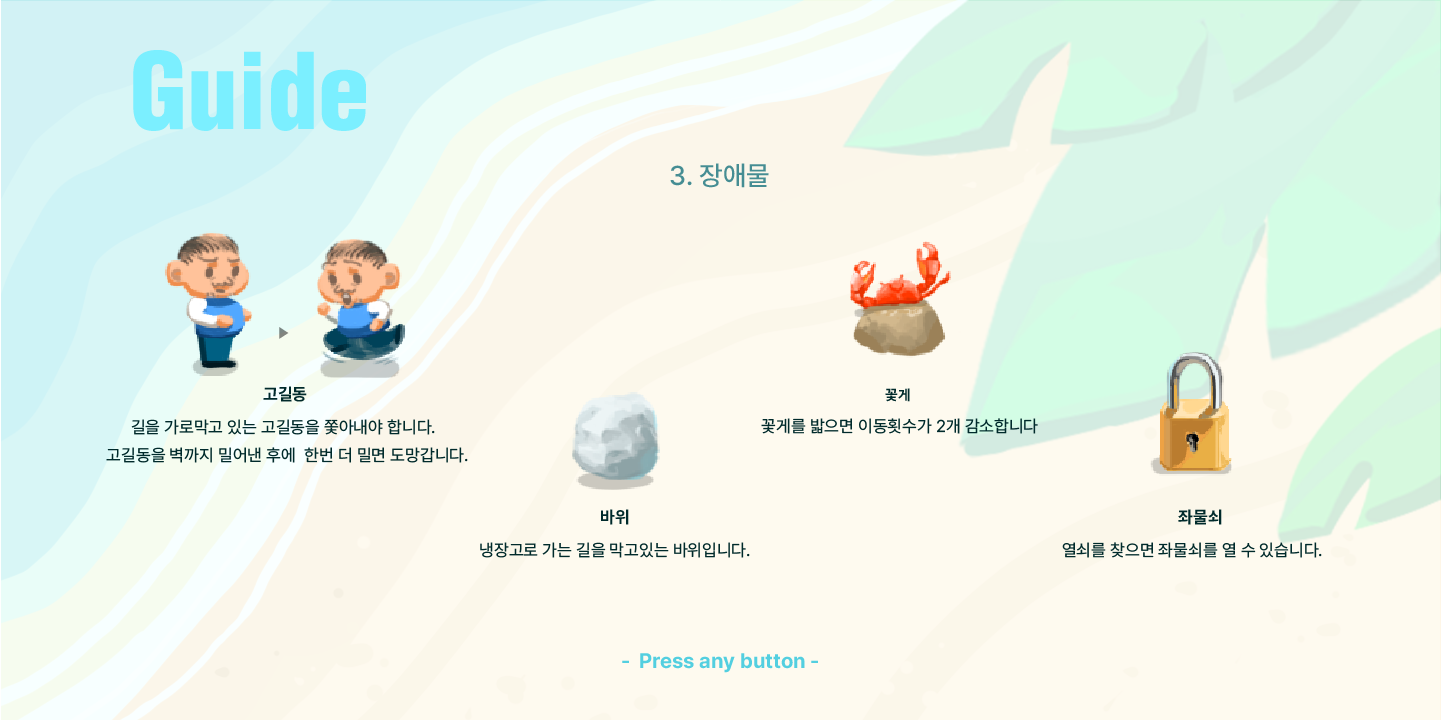 Guide
3. 장애물
고길동
길을 가로막고 있는 고길동을 쫓아내야 합니다.
고길동을 벽까지 밀어낸 후에 한번 더 밀면 도망갑니다.
바위
냉장고로 가는 길을 막고있는 바위입니다.
꽃게
꽃게를 밟으면 이동횟수가 2개 감소합니다
좌물쇠
열쇠를 찾으면 좌물쇠를 열 수 있습니다.
- Press any button -